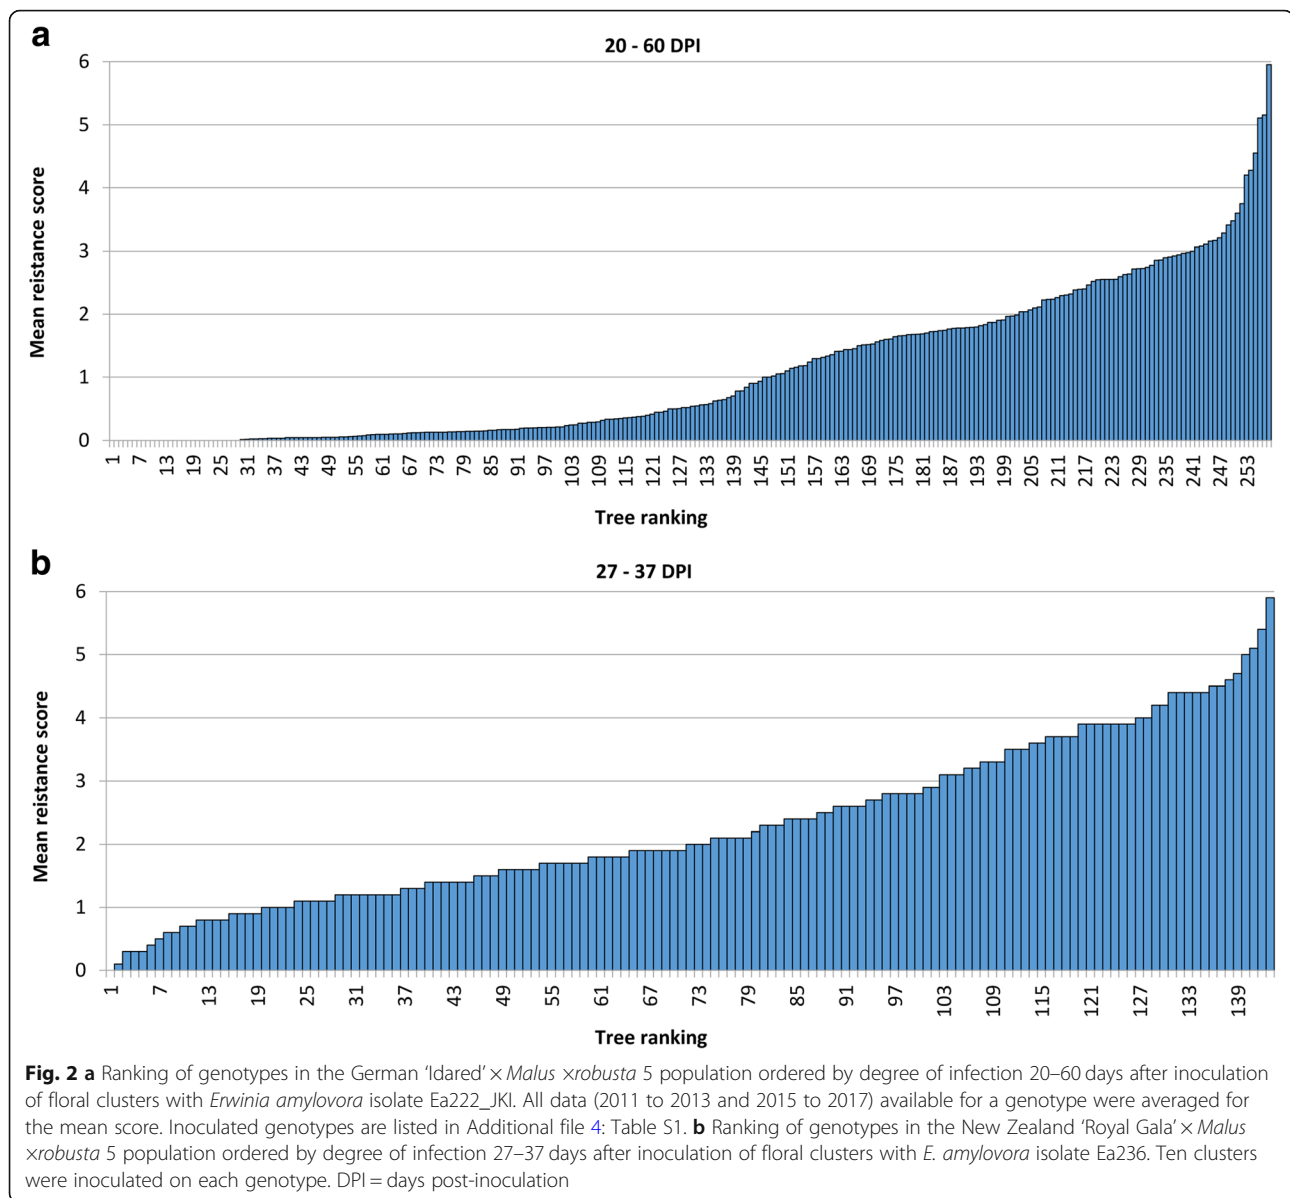 a
20 - 60 DPI
6
5
4
3
2
1
0
Mean reistance score
1 7 13 19 25 31 37 43 49 55 61 67 73 79 85 91 97 103 109 115 121 127 133 139 145 151 157 163 169 175 181 187 193 199 205 211 217 223 229 235 241 247 253
Tree ranking
b
27 - 37 DPI
6
5
4
3
2
1
0
Mean reistance score
1 7 13 19 25 31 37 43 49 55 61 67 73 79 85 91 97 103 109 115 121 127 133 139
Tree ranking
Fig. 2 a Ranking of genotypes in the German ‘Idared’ × Malus ×robusta 5 population ordered by degree of infection 20–60 days after inoculation
of floral clusters with Erwinia amylovora isolate Ea222_JKI. All data (2011 to 2013 and 2015 to 2017) available for a genotype were averaged for
the mean score. Inoculated genotypes are listed in Additional file 4: Table S1. b Ranking of genotypes in the New Zealand ‘Royal Gala’ × Malus
×robusta 5 population ordered by degree of infection 27–37 days after inoculation of floral clusters with E. amylovora isolate Ea236. Ten clusters
were inoculated on each genotype. DPI = days post-inoculation